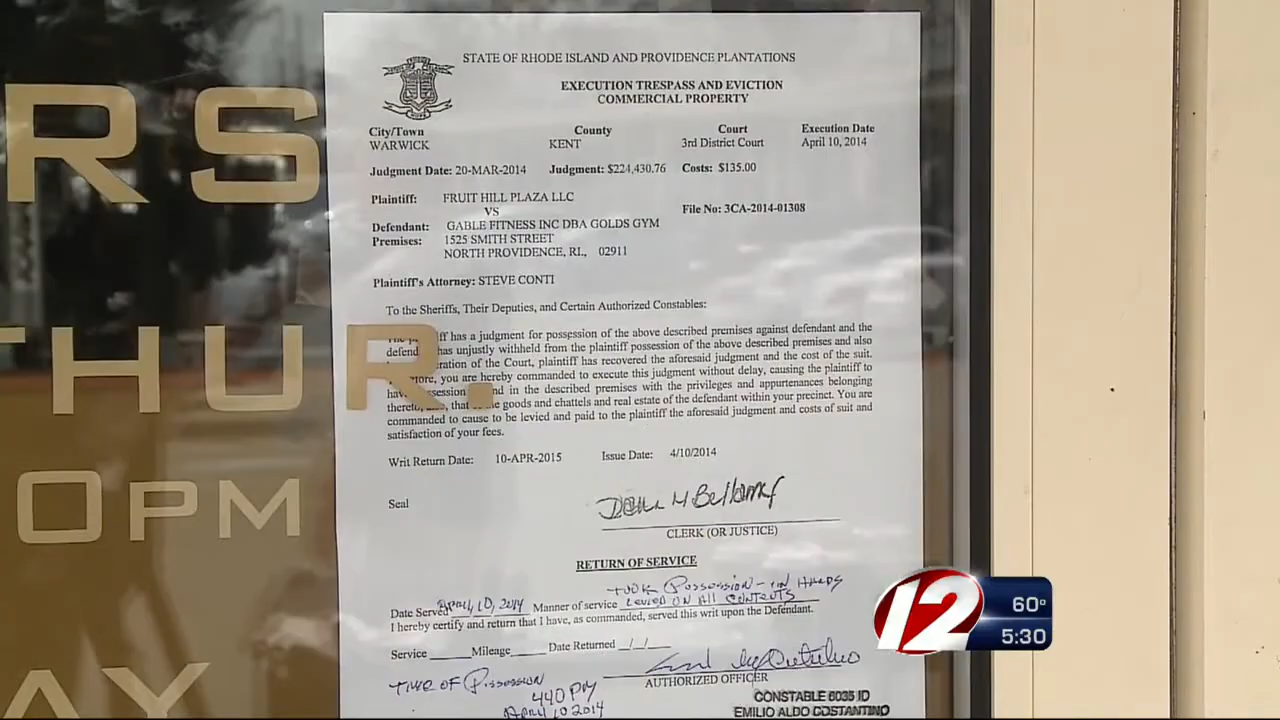 RS
THUR.
0PM
AY
STATE OF RHODE ISLAND AND PROVIDENCE PLANTATIONS
EXECUTION TRESPASS AND EVICTION
COMMERCIAL PROPERTY
City/Town County Court Execution Date
WARWICK KENT 3rd District Court April 10, 2014
Judgment Date: 20-MAR-2014 Judgment: $224,430.76 Costs: $135.00
Plaintiff: FRUIT HILL PLAZA LLC
VS
File No: 3CA-2014-01308
Defendant: GABLE FITNESS INC DBA GOLDS GYM
Premises: 1525 SMITH STREET
NORTH PROVIDENCE, RI., 02911
Plaintiff's Attorney: STEVE CONTI
To the Sheriffs, Their Deputies, and Certain Authorized Constables:
The has a judgment for possession of the above described premises against defendant and the
defend has unjustly withheld from the plaintiff possession of the above described premises and also
of the Court, plaintiff has recovered the aforesaid judgment and the cost of the suit.
you are hereby commanded to execute this judgment without delay, causing the plaintiff to
have in the described premises with the privileges and appurtenances belonging
thereto, that the goods and chattels and real estate of the defendant within your precinct. You are
commanded to cause to be levied and paid to the plaintiff the aforesaid judgment and costs of suit and
satisfaction of your fees.
Writ Return Date: 10-APR-2015 Issue Date: 4/10/2014
Seal
CLERK (OR JUSTICE)
RETURN OF SERVICE
TOOK POSSESSION - IN HANDS
Date Served APRIL 10, 2014 Manner of service LEVIED ON ALL CONTENTS
I hereby certify and return that I have, as commanded, served this writ upon the Defendant.
Service Mileage Date Returned / /
AUTHORIZED OFFICER
TIME OF POSSESSION
440 PM
APRIL 10 2014
CONSTABLE 6035 ID
EMILIO ALDO COSTANTINO
12
60°
5:30